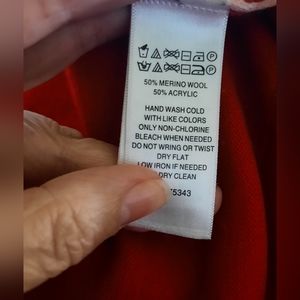 50% MERINO WOOL
50% ACRYLIC
HAND WASH COLD
WITH LIKE COLORS
ONLY NON-CHLORINE
BLEACH WHEN NEEDED
DO NOT WRING OR TWIST
DRY FLAT
LOW IRON IF NEEDED
DRY CLEAN
5343